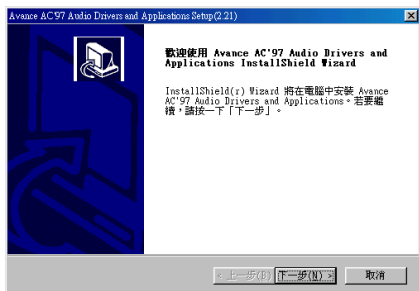 Avance AC'97 Audio Drivers and Applications Setup(2.21)
歡迎使用 Avance AC'97 Audio Drivers and
Applications InstallShield Wizard
InstallShield(r) Wizard 將在電腦中安裝 Avance
AC'97 Audio Drivers and Applications。若要繼
續，請按一下「下一步」。
< 上一步(B) 下一步(N) > 取消